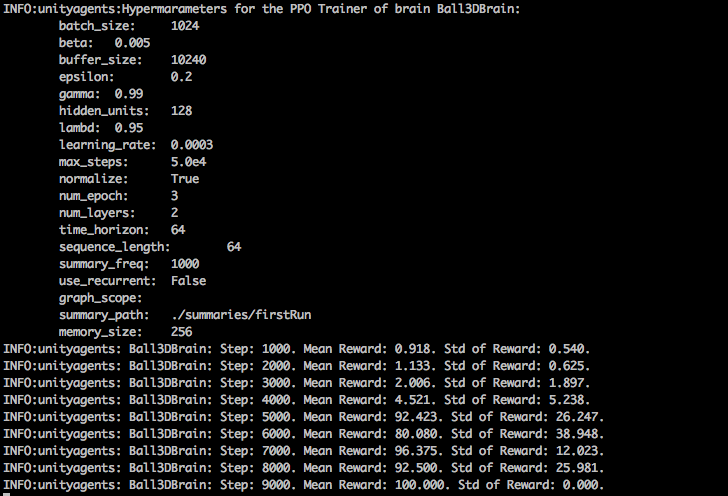 INFO:unityagents:Hypermarameters for the PPO Trainer of brain Ball3DBrain:
batch_size: 1024
beta: 0.005
buffer_size: 10240
epsilon: 0.2
gamma: 0.99
hidden_units: 128
lambd: 0.95
learning_rate: 0.0003
max_steps: 5.0e4
normalize: True
num_epoch: 3
num_layers: 2
time_horizon: 64
sequence_length: 64
summary_freq: 1000
use_recurrent: False
graph_scope:
summary_path: ./summaries/firstRun
memory_size: 256
INFO:unityagents: Ball3DBrain: Step: 1000. Mean Reward: 0.918. Std of Reward: 0.540.
INFO:unityagents: Ball3DBrain: Step: 2000. Mean Reward: 1.133. Std of Reward: 0.625.
INFO:unityagents: Ball3DBrain: Step: 3000. Mean Reward: 2.006. Std of Reward: 1.897.
INFO:unityagents: Ball3DBrain: Step: 4000. Mean Reward: 4.521. Std of Reward: 5.238.
INFO:unityagents: Ball3DBrain: Step: 5000. Mean Reward: 92.423. Std of Reward: 26.247.
INFO:unityagents: Ball3DBrain: Step: 6000. Mean Reward: 80.080. Std of Reward: 38.948.
INFO:unityagents: Ball3DBrain: Step: 7000. Mean Reward: 96.375. Std of Reward: 12.023.
INFO:unityagents: Ball3DBrain: Step: 8000. Mean Reward: 92.500. Std of Reward: 25.981.
INFO:unityagents: Ball3DBrain: Step: 9000. Mean Reward: 100.000. Std of Reward: 0.000.